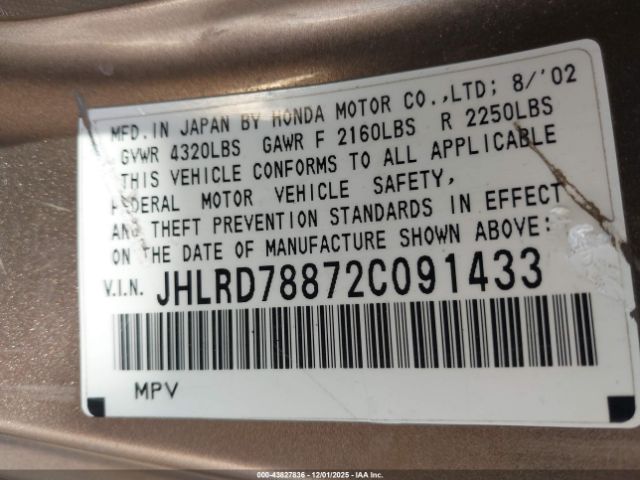 MFD. IN JAPAN BY HONDA MOTOR CO.,LTD; 8/'02
GVWR 4320LBS GAWR F 2160LBS R 2250LBS
THIS VEHICLE CONFORMS TO ALL APPLICABLE
FEDERAL MOTOR VEHICLE SAFETY,
AND THEFT PREVENTION STANDARDS IN EFFECT
ON THE DATE OF MANUFACTURE SHOWN ABOVE:
V.I.N. JHLRD78872C091433
MPV
000-43827836 - 12/01/2025 - IAA Inc.